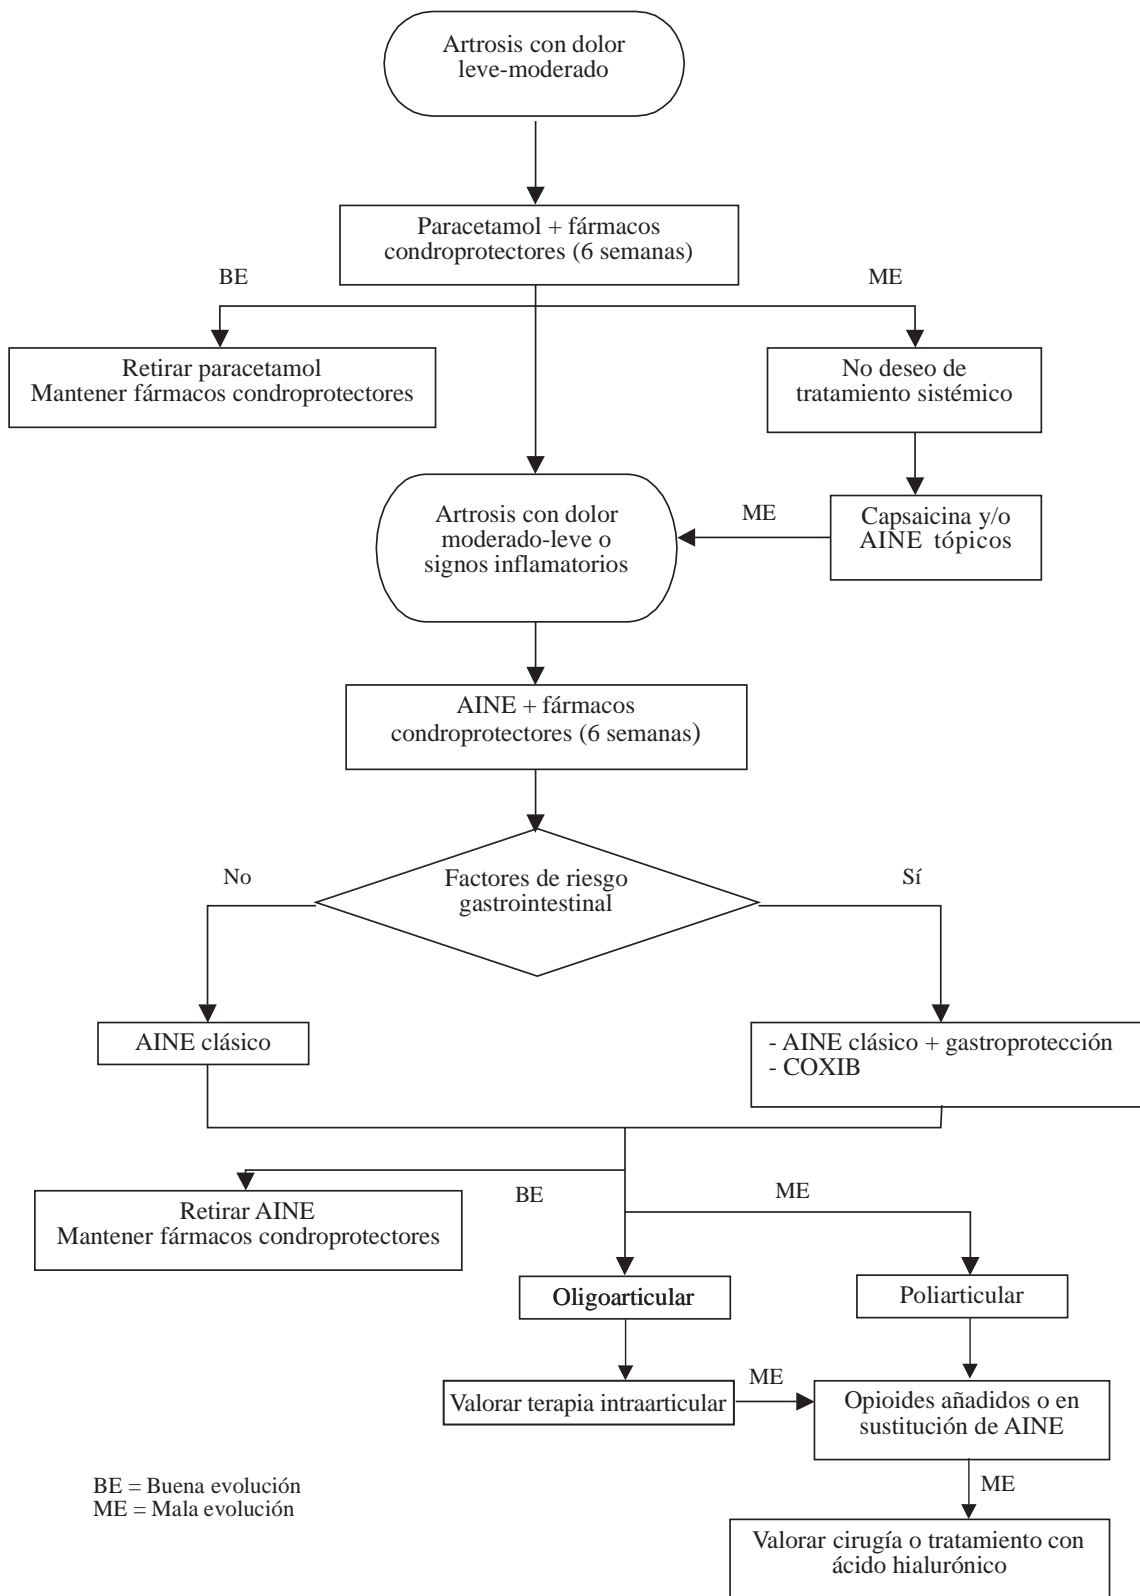 Artrosis con dolor
leve-moderado
Paracetamol + fármacos
condroprotectores (6 semanas)
BE
ME
Retirar paracetamol
Mantener fármacos condroprotectores
No deseo de
tratamiento sistémico
Artrosis con dolor
moderado-leve o
signos inflamatorios
ME
Capsaicina y/o
AINE tópicos
AINE + fármacos
condroprotectores (6 semanas)
Factores de riesgo
gastrointestinal
No
Sí
AINE clásico
- AINE clásico + gastroprotección
- COXIB
BE
ME
Retirar AINE
Mantener fármacos condroprotectores
Oligoarticular
Poliarticular
Valorar terapia intraarticular
ME
Opioides añadidos o en
sustitución de AINE
ME
BE = Buena evolución
ME = Mala evolución
Valorar cirugía o tratamiento con
ácido hialurónico